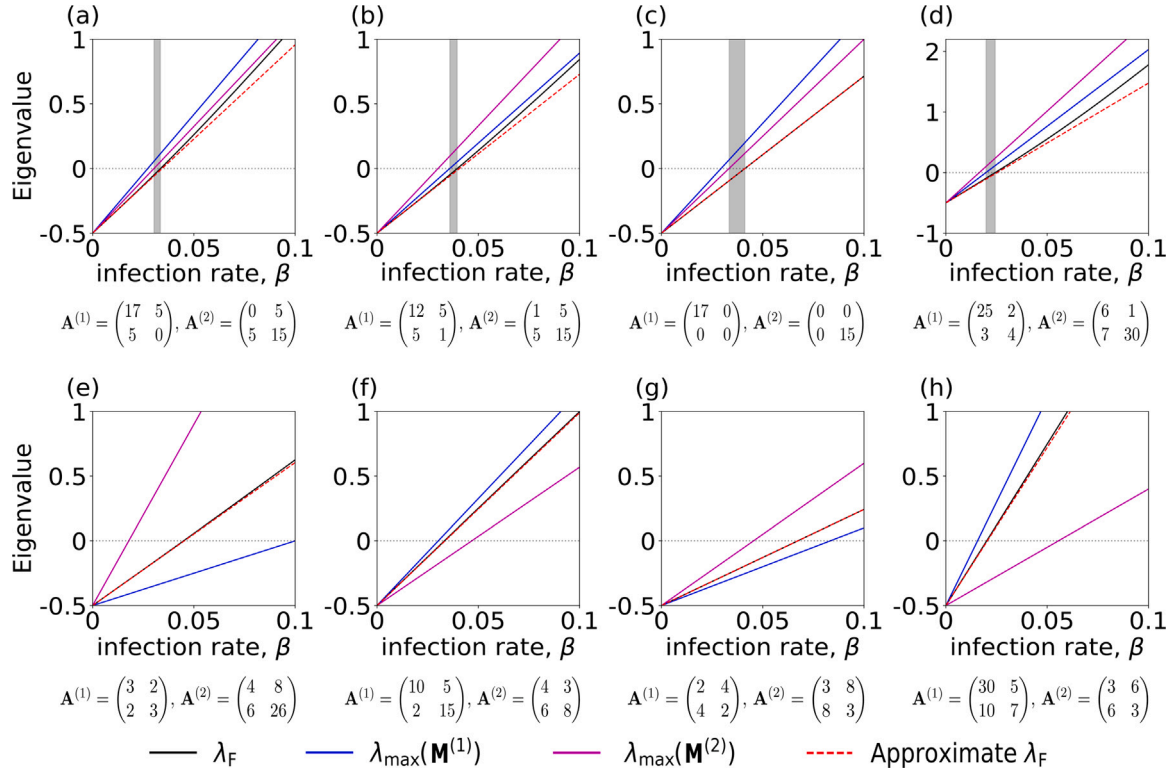 (a) (b) (c) (d)
Eigenvalue
1 0.5 0 -0.5
1 0.5 0 -0.5
1 0.5 0 -0.5
2 1 0 -1
0 0.05 0.1 0 0.05 0.1 0 0.05 0.1 0 0.05 0.1
infection rate, β infection rate, β infection rate, β infection rate, β
A^(1) = (17 5; 5 0), A^(2) = (0 5; 5 15)
A^(1) = (12 5; 5 1), A^(2) = (1 5; 5 15)
A^(1) = (17 0; 0 0), A^(2) = (0 0; 0 15)
A^(1) = (25 2; 3 4), A^(2) = (6 1; 7 30)
(e) (f) (g) (h)
Eigenvalue
1 0.5 0 -0.5
1 0.5 0 -0.5
1 0.5 0 -0.5
1 0.5 0 -0.5
0 0.05 0.1 0 0.05 0.1 0 0.05 0.1 0 0.05 0.1
infection rate, β infection rate, β infection rate, β infection rate, β
A^(1) = (3 2; 2 3), A^(2) = (4 8; 6 26)
A^(1) = (10 5; 2 15), A^(2) = (4 3; 6 8)
A^(1) = (2 4; 4 2), A^(2) = (3 8; 8 3)
A^(1) = (30 5; 10 7), A^(2) = (3 6; 6 3)
λ_F λ_max(M^(1)) λ_max(M^(2)) Approximate λ_F